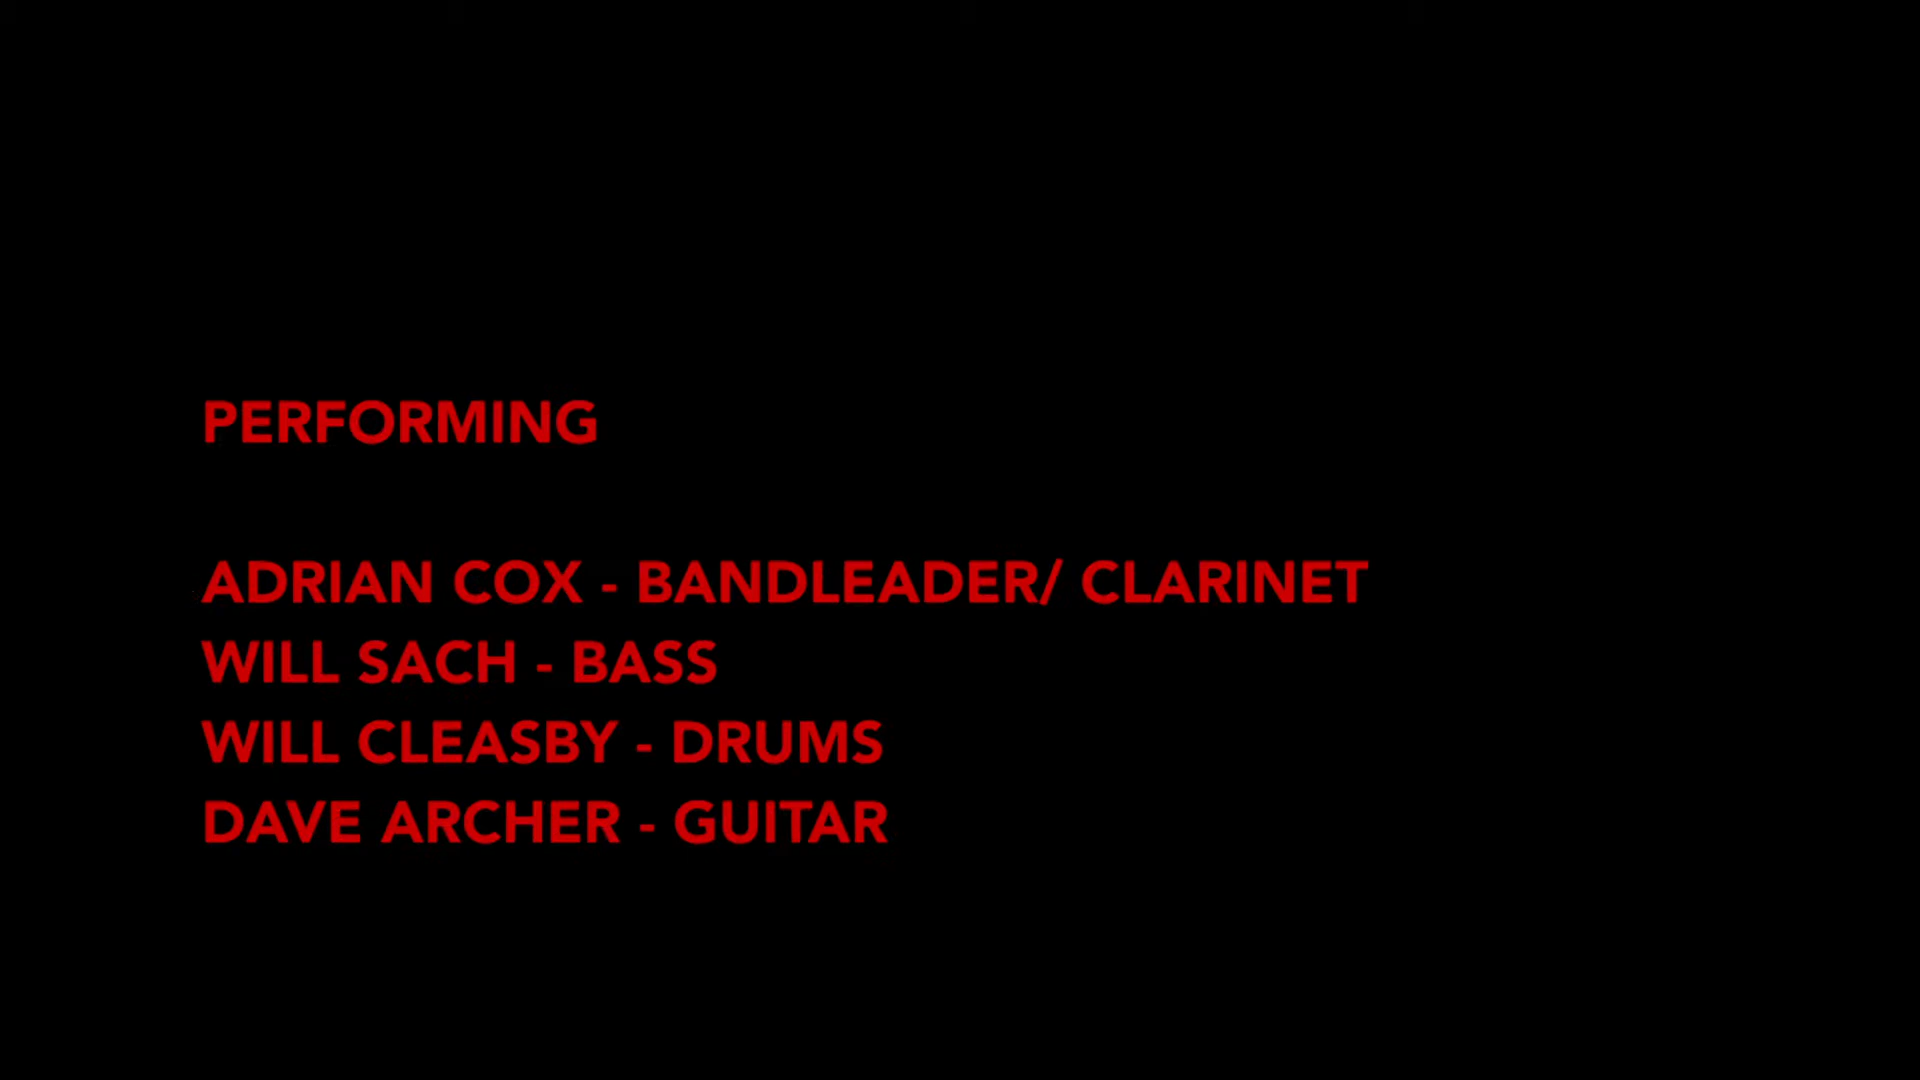 PERFORMING
ADRIAN COX - BANDLEADER/ CLARINET
WILL SACH - BASS
WILL CLEASBY - DRUMS
DAVE ARCHER - GUITAR